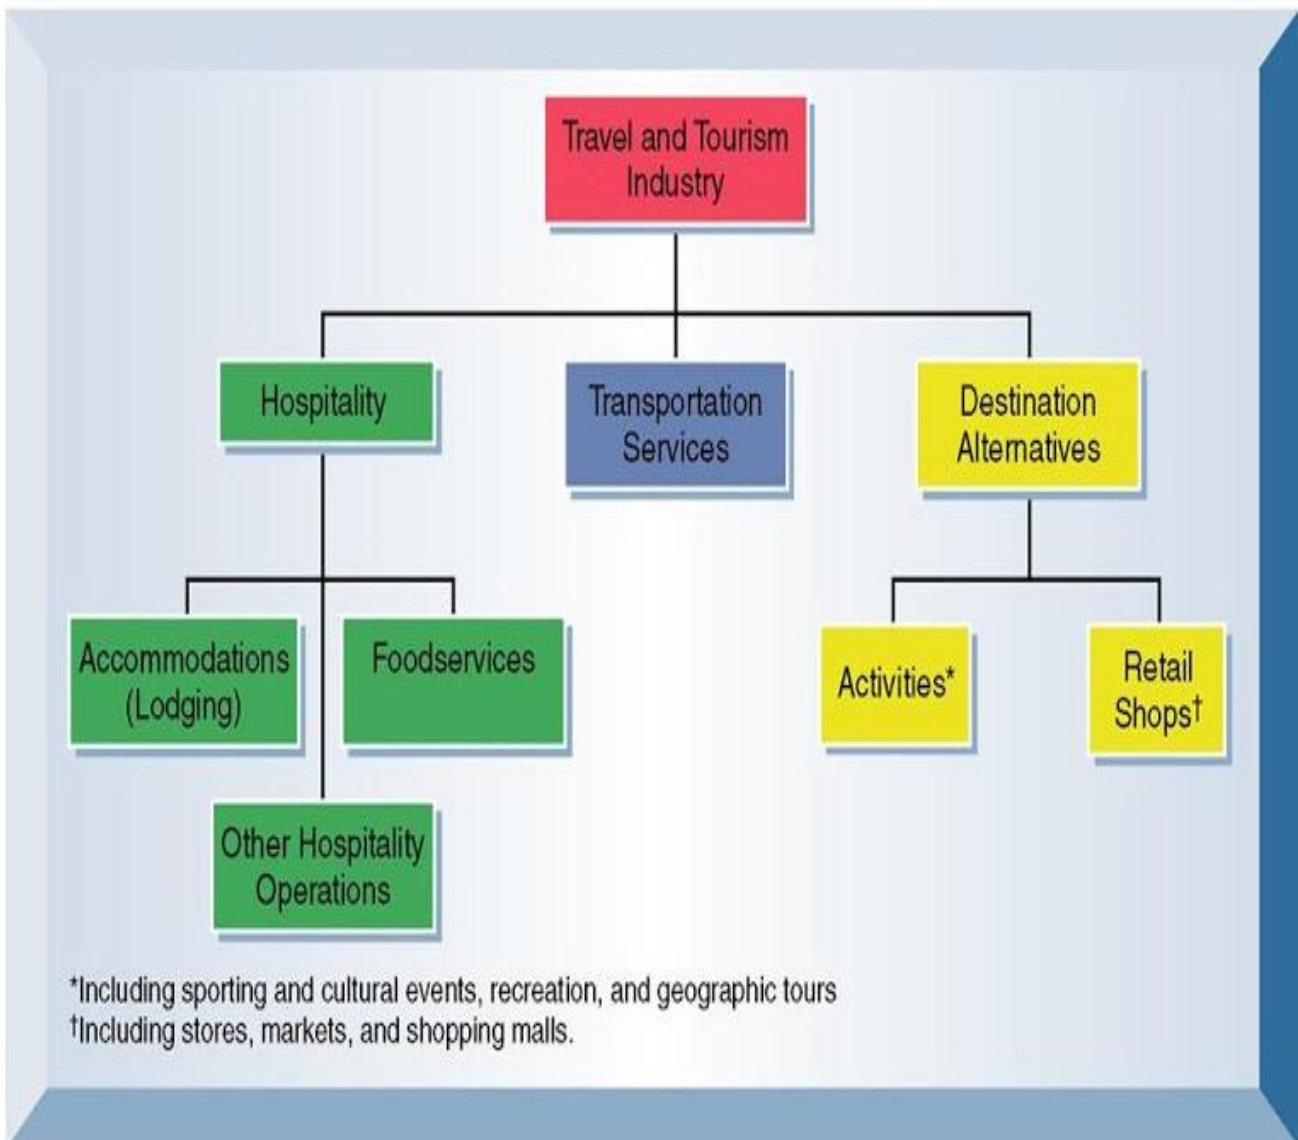 Travel and Tourism
Industry
Hospitality
Transportation
Services
Destination
Alternatives
Accommodations
(Lodging)
Foodservices
Activities*
Retail
Shops†
Other Hospitality
Operations
*Including sporting and cultural events, recreation, and geographic tours
†Including stores, markets, and shopping malls.